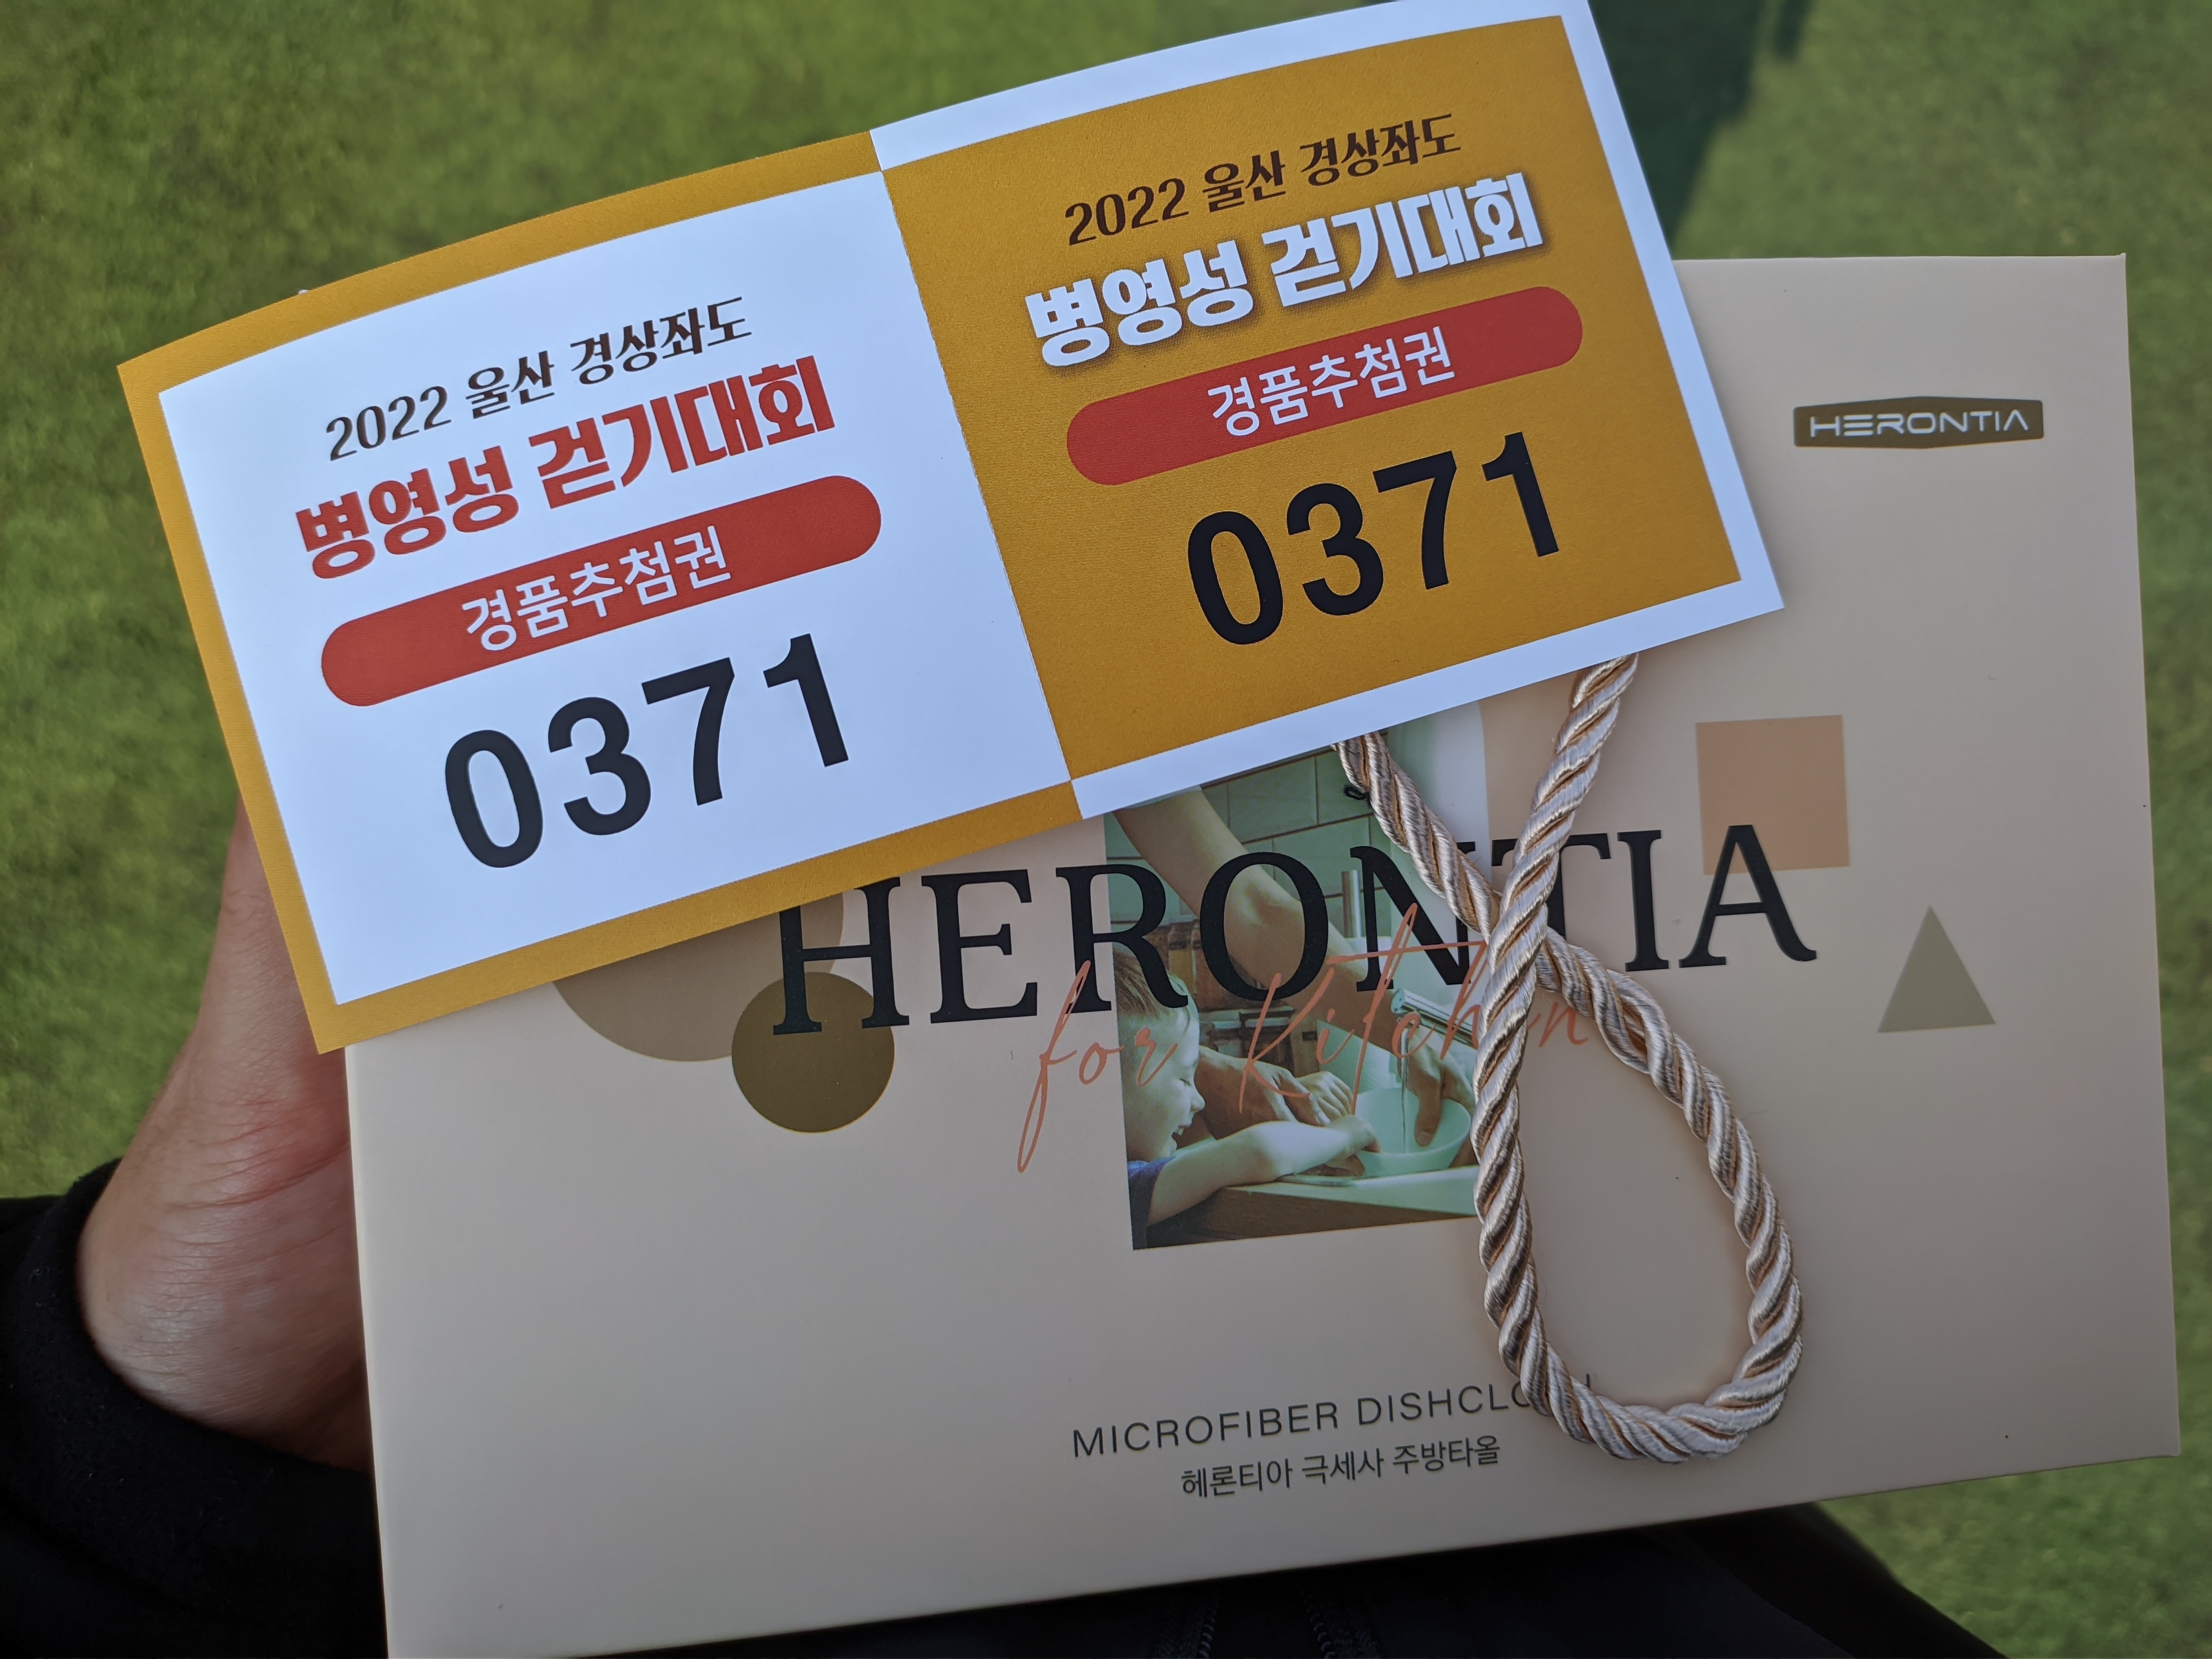 2022 울산 경상좌도
병영성 걷기대회
경품추첨권
0371
2022 울산 경상좌도
병영성 걷기대회
경품추첨권
0371
HERONTIA
HERONTIA
for Kitchen
MICROFIBER DISHCLOTH
헤론티아 극세사 주방타올